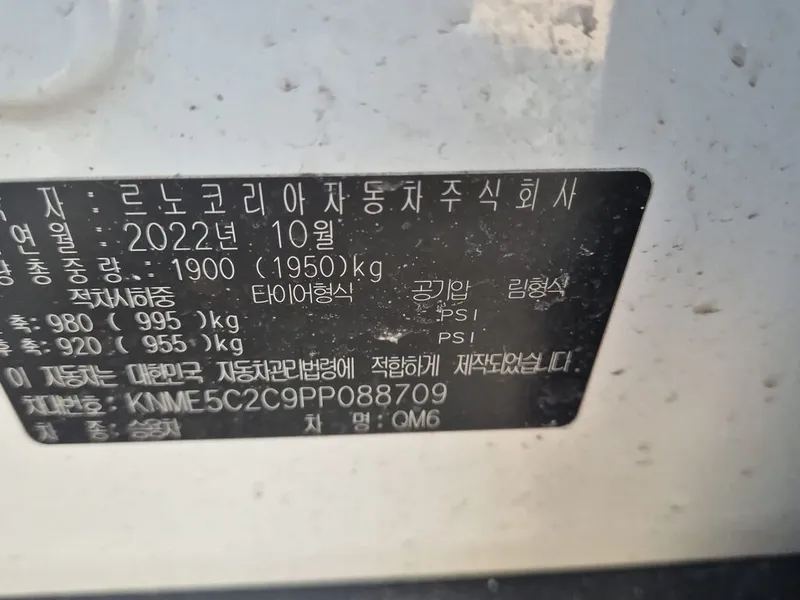 자 : 르노코리아자동차주식회사
연월 : 2022년 10월
총중량 : 1900 (1950)kg
적차시하중 타이어형식 공기압 림형식
축: 980 ( 995 )kg PSI
후 축: 920 ( 955 )kg PSI
이 자동차는 대한민국 자동차관리법령에 적합하게 제작되었습니다
차대번호: KNME5C2C9PP088709
차 종: 승용차 차 명: QM6